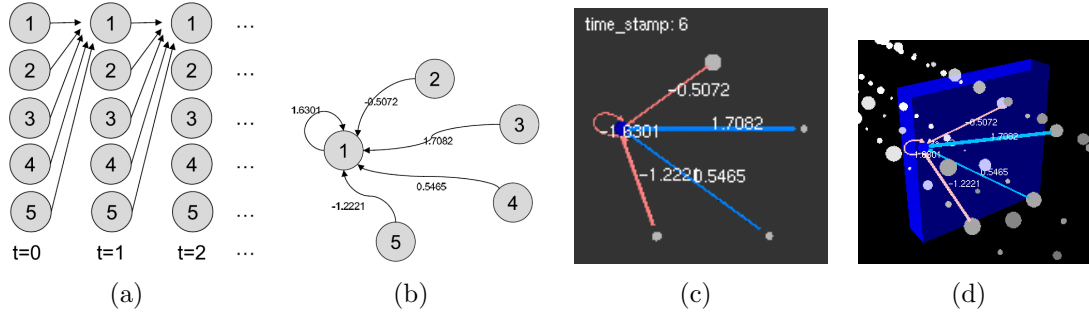 1 1 1 ...
2 2 2 ...
3 3 3 ...
4 4 4 ...
5 5 5 ...
t=0 t=1 t=2 ...
(a)
1.6301
-0.5072
2
3
1
1.7082
0.5465
4
-1.2221
5
(b)
time_stamp: 6
-0.5072
-1.6301
1.7082
-1.2221
0.5465
(c)
-0.5072
1.7082
-1.6301
0.5465
-1.2221
(d)